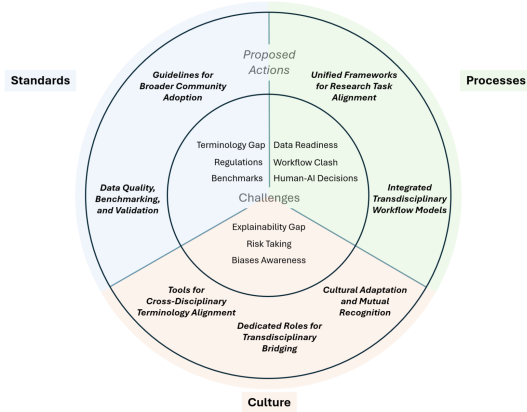 Proposed
Actions
Standards
Processes
Guidelines for
Broader Community
Adoption
Unified Frameworks
for Research Task
Alignment
Terminology Gap
Regulations
Benchmarks
Data Readiness
Workflow Clash
Human-AI Decisions
Data Quality,
Benchmarking,
and Validation
Integrated
Transdisciplinary
Workflow Models
Challenges
Explainability Gap
Risk Taking
Biases Awareness
Tools for
Cross-Disciplinary
Terminology Alignment
Dedicated Roles for
Transdisciplinary
Bridging
Cultural Adaptation
and Mutual
Recognition
Culture